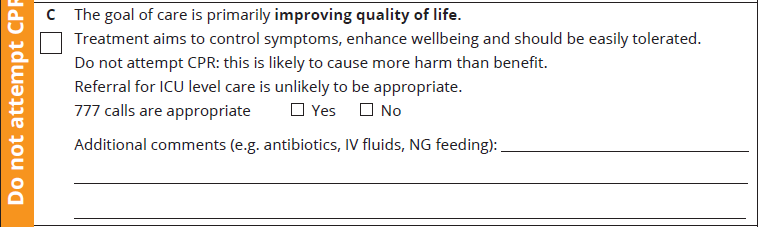 Do not attempt CPR
C The goal of care is primarily improving quality of life.
Treatment aims to control symptoms, enhance wellbeing and should be easily tolerated.
Do not attempt CPR: this is likely to cause more harm than benefit.
Referral for ICU level care is unlikely to be appropriate.
777 calls are appropriate ☐ Yes ☐ No
Additional comments (e.g. antibiotics, IV fluids, NG feeding):